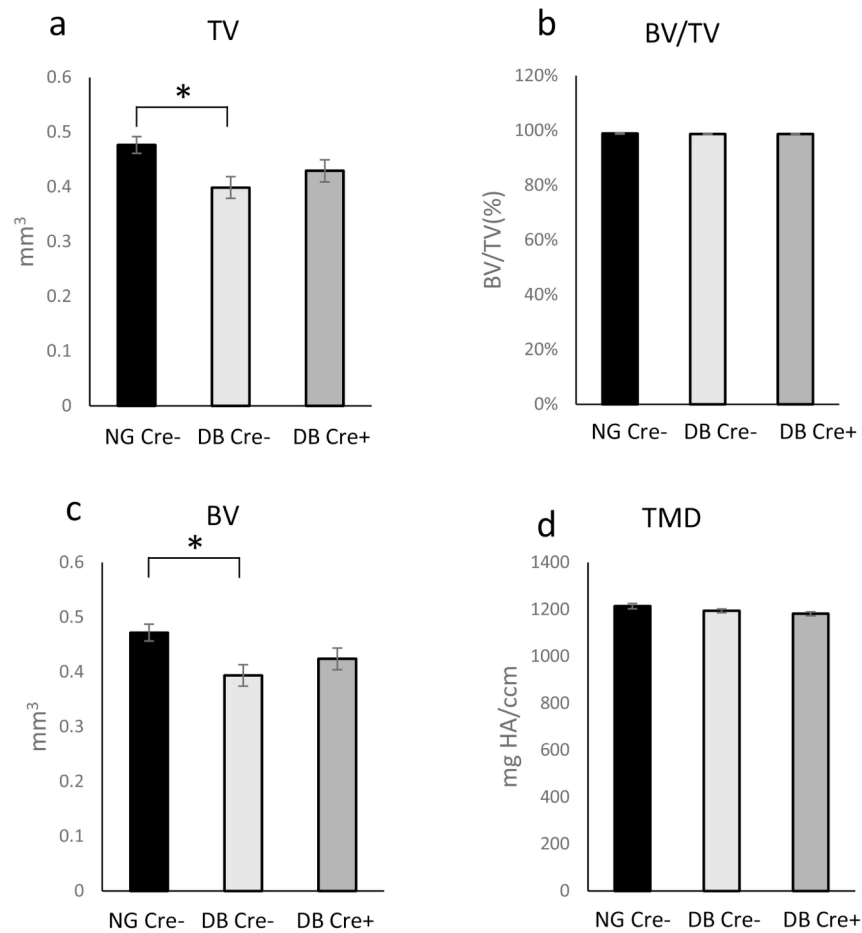 a
TV
0.6
0.5
0.4
0.3
0.2
0.1
0
mm³
*
NG Cre- DB Cre- DB Cre+
b
BV/TV
120%
100%
80%
60%
40%
20%
0%
BV/TV(%)
NG Cre- DB Cre- DB Cre+
c
BV
0.6
0.5
0.4
0.3
0.2
0.1
0
mm³
*
NG Cre- DB Cre- DB Cre+
d
TMD
1400
1200
1000
800
600
400
200
0
mg HA/ccm
NG Cre- DB Cre- DB Cre+